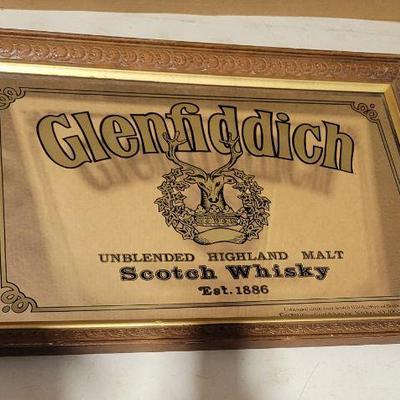 Glenfiddich
UNBLENDED HIGHLAND MALT
Scotch Whisky
Est. 1886